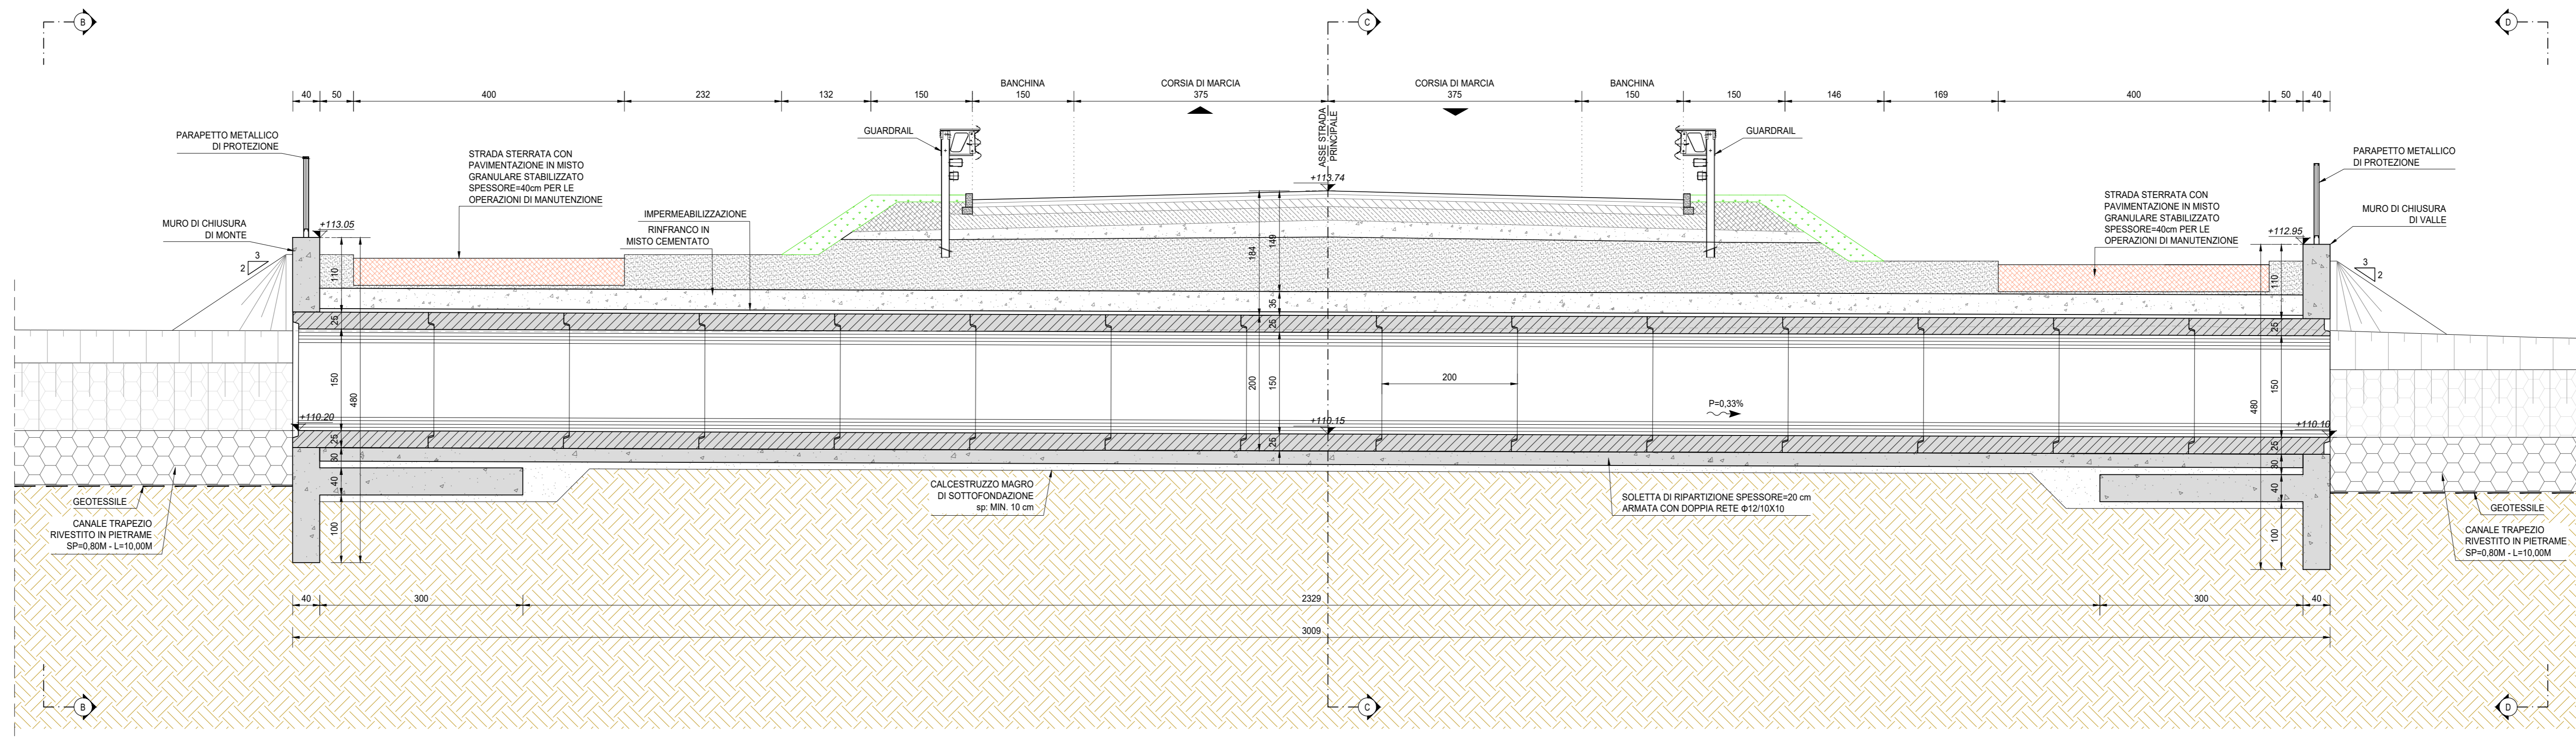 B
C
D
BANCHINA
CORSIA DI MARCIA
CORSIA DI MARCIA
BANCHINA
40
50
400
232
132
150
150
375
375
150
150
146
169
400
50
40
ASSE STRADA
PRINCIPALE
GUARDRAIL
GUARDRAIL
PARAPETTO METALLICO
DI PROTEZIONE
STRADA STERRATA CON
PAVIMENTAZIONE IN MISTO
GRANULARE STABILIZZATO
SPESSORE=40cm PER LE
OPERAZIONI DI MANUTENZIONE
PARAPETTO METALLICO
DI PROTEZIONE
+113.74
STRADA STERRATA CON
PAVIMENTAZIONE IN MISTO
GRANULARE STABILIZZATO
SPESSORE=40cm PER LE
OPERAZIONI DI MANUTENZIONE
MURO DI CHIUSURA
DI MONTE
+113.05
IMPERMEABILIZZAZIONE
RINFRANCO IN
MISTO CEMENTATO
MURO DI CHIUSURA
DI VALLE
+112.95
3
2
3
2
110
184
149
110
35
25
25
25
150
480
200
150
200
P=0,33%
150
480
+110.20
+110.15
+110.10
25
30
40
100
25
25
30
40
100
GEOTESSILE
CANALE TRAPEZIO
RIVESTITO IN PIETRAME
SP=0,80M - L=10,00M
CALCESTRUZZO MAGRO
DI SOTTOFONDAZIONE
sp: MIN. 10 cm
SOLETTA DI RIPARTIZIONE SPESSORE=20 cm
ARMATA CON DOPPIA RETE Φ12/10X10
GEOTESSILE
CANALE TRAPEZIO
RIVESTITO IN PIETRAME
SP=0,80M - L=10,00M
40
300
2329
300
40
3009
B
C
D